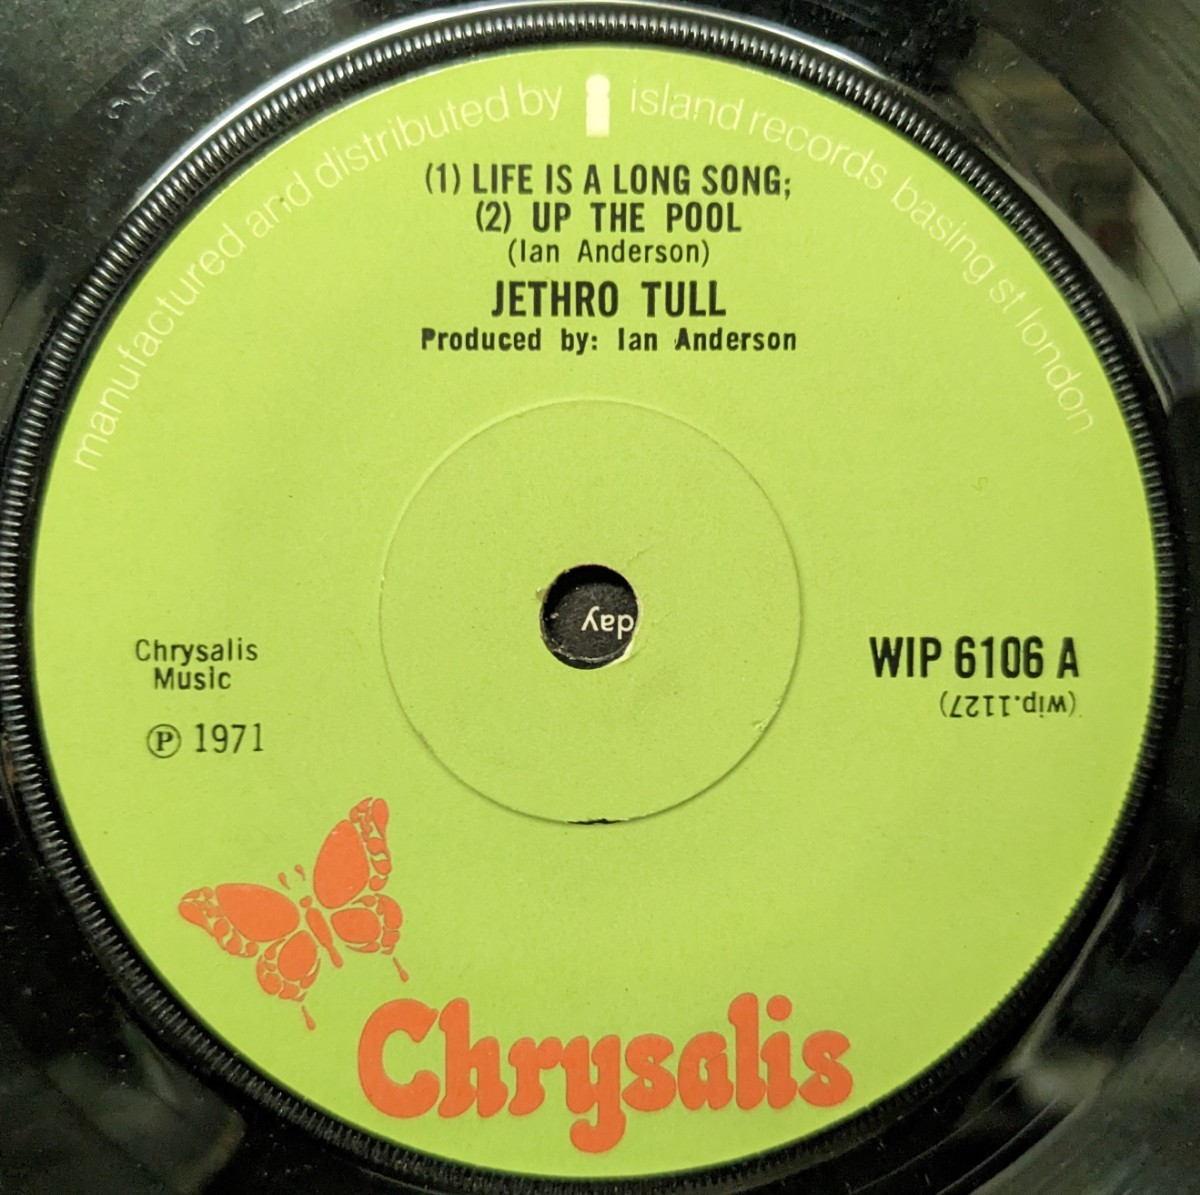 manufactured and distributed by island records basing st london
(1) LIFE IS A LONG SONG;
(2) UP THE POOL
(Ian Anderson)
JETHRO TULL
Produced by: Ian Anderson
day
Chrysalis
Music
Ⓟ 1971
WIP 6106 A
(wip.1127)
Chrysalis